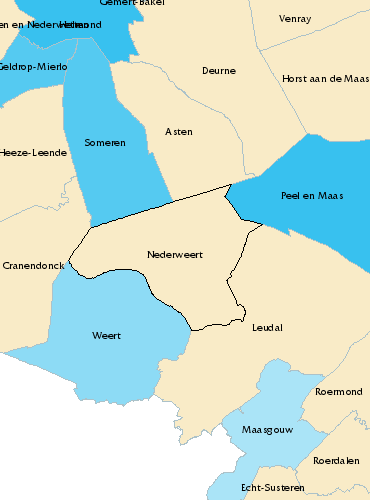 Gemert-Bakel
Venray
en en Nederwetten
Helmond
Geldrop-Mierlo
Deurne
Horst aan de Maas
Asten
Someren
Heeze-Leende
Peel en Maas
Nederweert
Cranendonck
Leudal
Weert
Roermond
Maasgouw
Roerdalen
Echt-Susteren